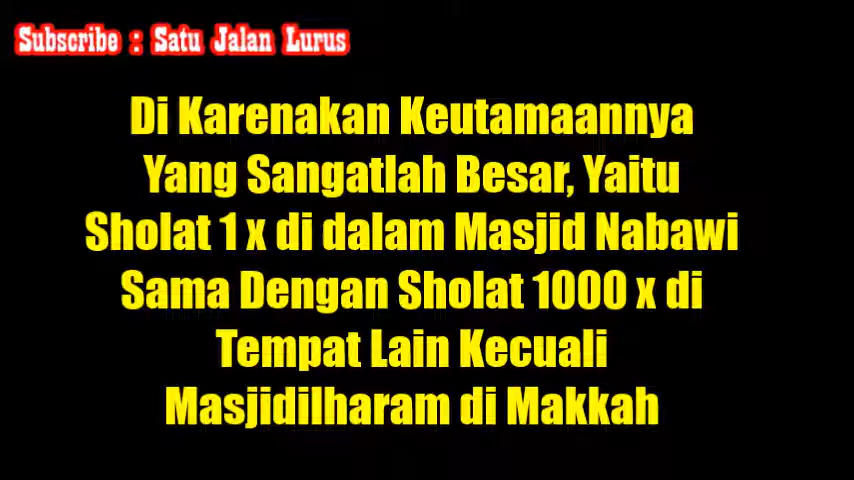 Subscribe : Satu Jalan Lurus
Di Karenakan Keutamaannya
Yang Sangatlah Besar, Yaitu
Sholat 1 x di dalam Masjid Nabawi
Sama Dengan Sholat 1000 x di
Tempat Lain Kecuali
Masjidilharam di Makkah